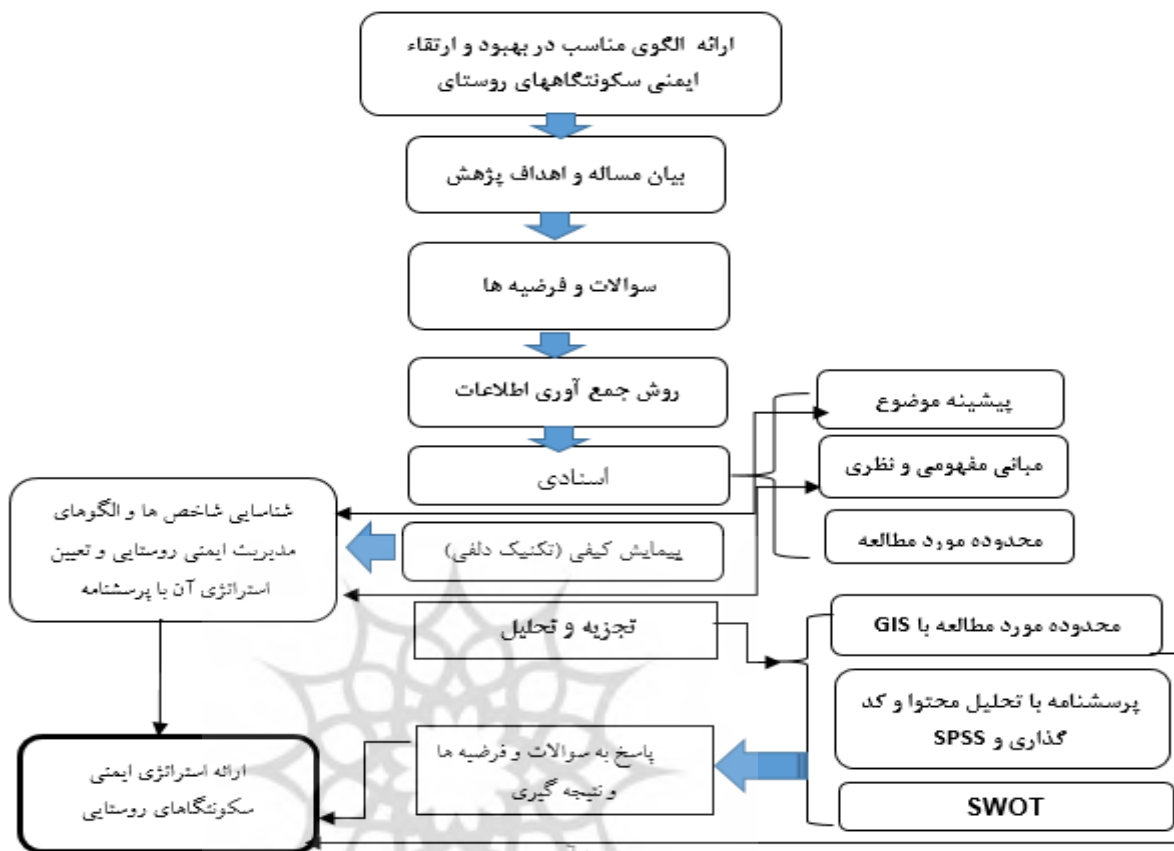 ارائه الگوی مناسب در بهبود و ارتقاء
ایمنی سکونتگاههای روستای
بیان مساله و اهداف پژهش
سوالات و فرضیه ها
روش جمع آوری اطلاعات
اسنادی
پیشینه موضوع
مبانی مفهومی و نظری
محدوده مورد مطالعه
پیمایش کیفی (تکنیک دلفی)
شناسایی شاخص ها و الگوهای
مدیریت ایمنی روستایی و تعیین
استراتژی آن با پرسشنامه
تجزیه و تحلیل
محدوده مورد مطالعه با GIS
پرسشنامه با تحلیل محتوا و کد
گذاری و SPSS
SWOT
پاسخ به سوالات و فرضیه ها
و نتیجه گیری
ارائه استراتژی ایمنی
سکونتگاهای روستایی